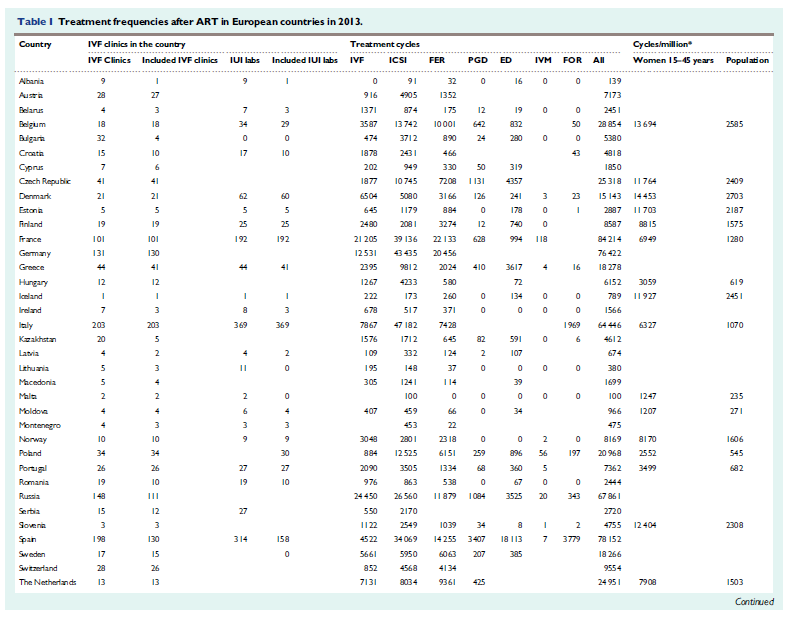 Table I Treatment frequencies after ART in European countries in 2013.
Country IVF clinics in the country Treatment cycles Cycles/million*
IVF Clinics Included IVF clinics IUI labs Included IUI labs IVF ICSI FER PGD ED IVM FOR All Women 15–45 years Population
Albania 9 1 9 1 0 91 32 0 16 0 0 139
Austria 28 27 916 4905 1352 7173
Belarus 4 3 7 3 1371 874 175 12 19 0 0 2451
Belgium 18 18 34 29 3587 13 742 10 001 642 832 50 28 854 13 694 2585
Bulgaria 32 4 0 0 474 3712 890 24 280 0 0 5380
Croatia 15 10 17 10 1878 2431 466 43 4818
Cyprus 7 6 202 949 330 50 319 1850
Czech Republic 41 41 1877 10 745 7208 1131 4357 25 318 11 764 2409
Denmark 21 21 62 60 6504 5080 3166 126 241 3 23 15 143 14 453 2703
Estonia 5 5 5 5 645 1179 884 0 178 0 1 2887 11 703 2187
Finland 19 19 25 25 2480 2081 3274 12 740 0 8587 8815 1575
France 101 101 192 192 21 205 39 136 22 133 628 994 118 84 214 6949 1280
Germany 131 130 12 531 43 435 20 456 76 422
Greece 44 41 44 41 2395 9812 2024 410 3617 4 16 18 278
Hungary 12 12 1267 4233 580 72 6152 3059 619
Iceland 1 1 1 1 222 173 260 0 134 0 0 789 11 927 2451
Ireland 7 3 8 3 678 517 371 0 0 0 0 1566
Italy 203 203 369 369 7867 47 182 7428 1969 64 446 6327 1070
Kazakhstan 20 5 1576 1712 645 82 591 0 6 4612
Latvia 4 2 4 2 109 332 124 2 107 674
Lithuania 5 3 11 0 195 148 37 0 0 0 0 380
Macedonia 5 4 305 1241 114 39 1699
Malta 2 2 2 0 100 0 0 0 0 0 100 1247 235
Moldova 4 4 6 4 407 459 66 0 34 966 1207 271
Montenegro 4 3 3 3 453 22 475
Norway 10 10 9 9 3048 2801 2318 0 0 2 0 8169 8170 1606
Poland 34 34 30 884 12 525 6151 259 896 56 197 20 968 2552 545
Portugal 26 26 27 27 2090 3505 1334 68 360 5 7362 3499 682
Romania 19 10 19 10 976 863 538 0 67 0 0 2444
Russia 148 111 24 450 26 560 11 879 1084 3525 20 343 67 861
Serbia 15 12 27 550 2170 2720
Slovenia 3 3 1122 2549 1039 34 8 1 2 4755 12 404 2308
Spain 198 130 314 158 4522 34 069 14 255 3407 18 113 7 3779 78 152
Sweden 17 15 0 5661 5950 6063 207 385 18 266
Switzerland 28 26 852 4568 4134 9554
The Netherlands 13 13 7131 8034 9361 425 24 951 7908 1503
Continued